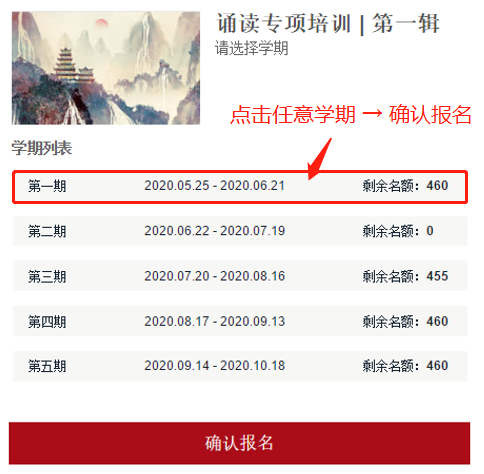 诵读专项培训 | 第一辑
请选择学期
点击任意学期 → 确认报名
学期列表
第一期 2020.05.25 - 2020.06.21 剩余名额：460
第二期 2020.06.22 - 2020.07.19 剩余名额：0
第三期 2020.07.20 - 2020.08.16 剩余名额：455
第四期 2020.08.17 - 2020.09.13 剩余名额：460
第五期 2020.09.14 - 2020.10.18 剩余名额：460
确认报名